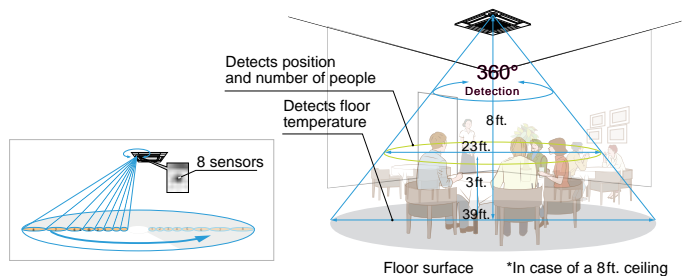 Detects position
and number of people
Detects floor
temperature
8 sensors
360°
Detection
8ft.
23ft.
3ft.
39ft.
Floor surface
*In case of a 8ft. ceiling